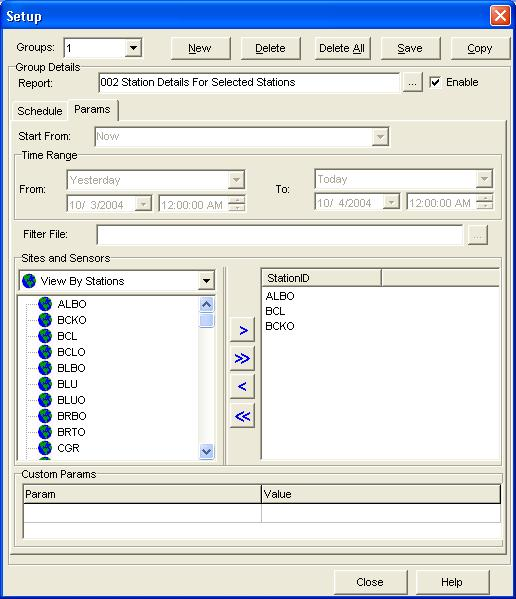 Setup
Groups: 1 New Delete Delete All Save Copy
Group Details
Report: 002 Station Details For Selected Stations ... Enable
Schedule Params
Start From: Now
Time Range
From: Yesterday To: Today
10/ 3/2004 12:00:00 AM 10/ 4/2004 12:00:00 AM
Filter File: ...
Sites and Sensors
View By Stations
ALBO
BCKO
BCL
BCLO
BLBO
BLU
BLUO
BRBO
BRTO
CGR
>
>>
<
<<
StationID
ALBO
BCL
BCKO
Custom Params
Param Value
Close Help